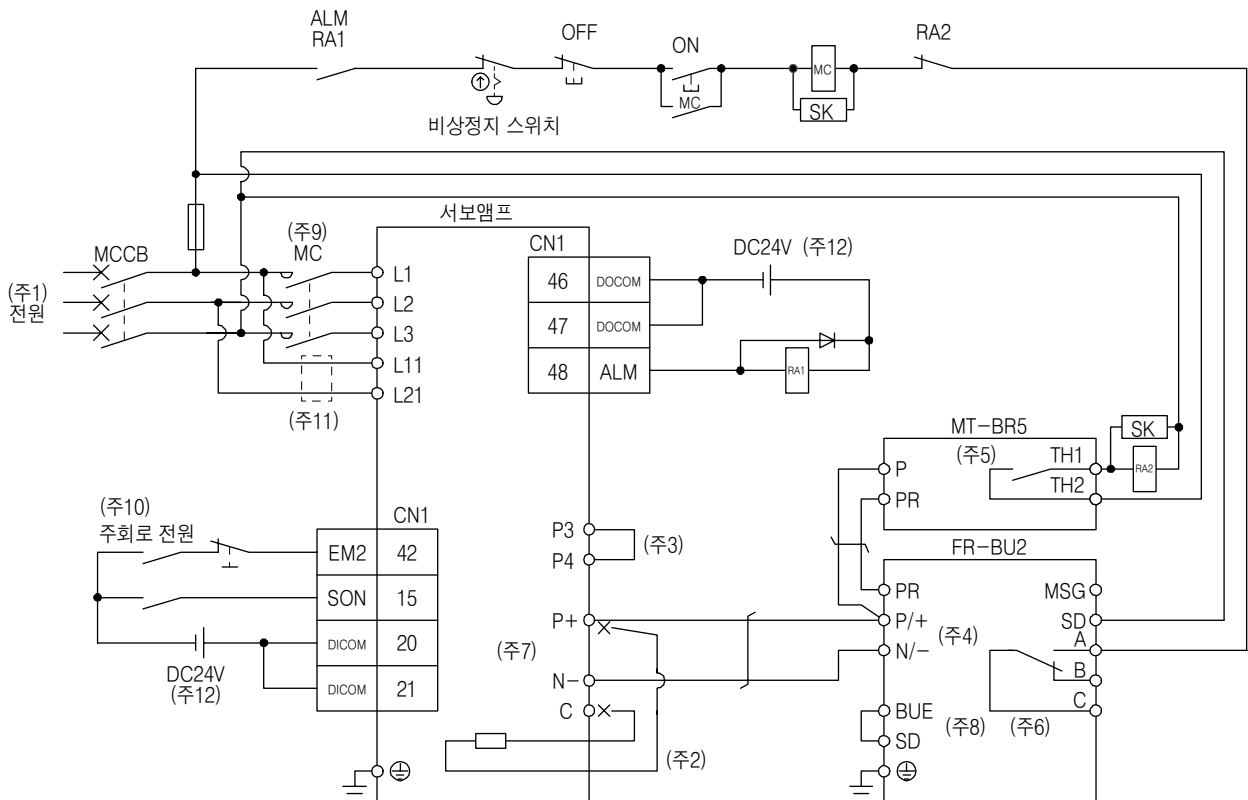 ALM
RA1
OFF
ON
RA2
MC
MC
SK
비상정지 스위치
서보앰프
MCCB
(주9)
MC
(주1)
전원
L1
L2
L3
L11
L21
(주11)
CN1
46 DOCOM
47 DOCOM
48 ALM
DC24V (주12)
RA1
MT-BR5
(주5)
P
PR
TH1
TH2
SK
RA2
(주10)
주회로 전원
CN1
EM2 42
SON 15
DICOM 20
DICOM 21
DC24V
(주12)
P3
P4
(주3)
P+
(주7)
N-
C
(주2)
FR-BU2
PR
P/+
N/-
(주4)
BUE
SD
(주8)
(주6)
MSG
SD
A
B
C